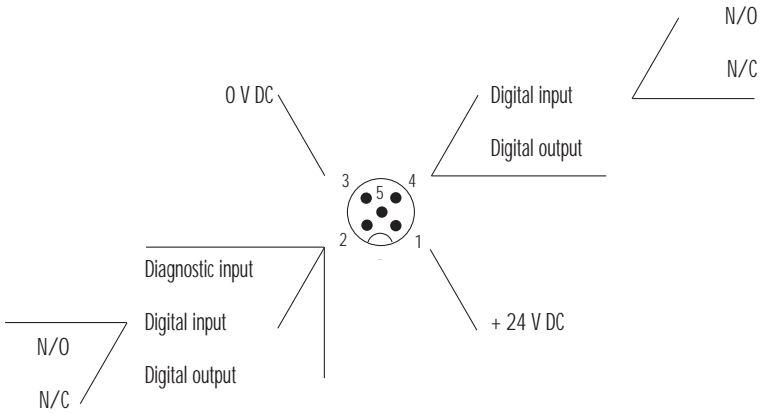 N/O
N/C
0 V DC
Digital input
Digital output
3
4
5
2
1
Diagnostic input
Digital input
+ 24 V DC
N/O
Digital output
N/C